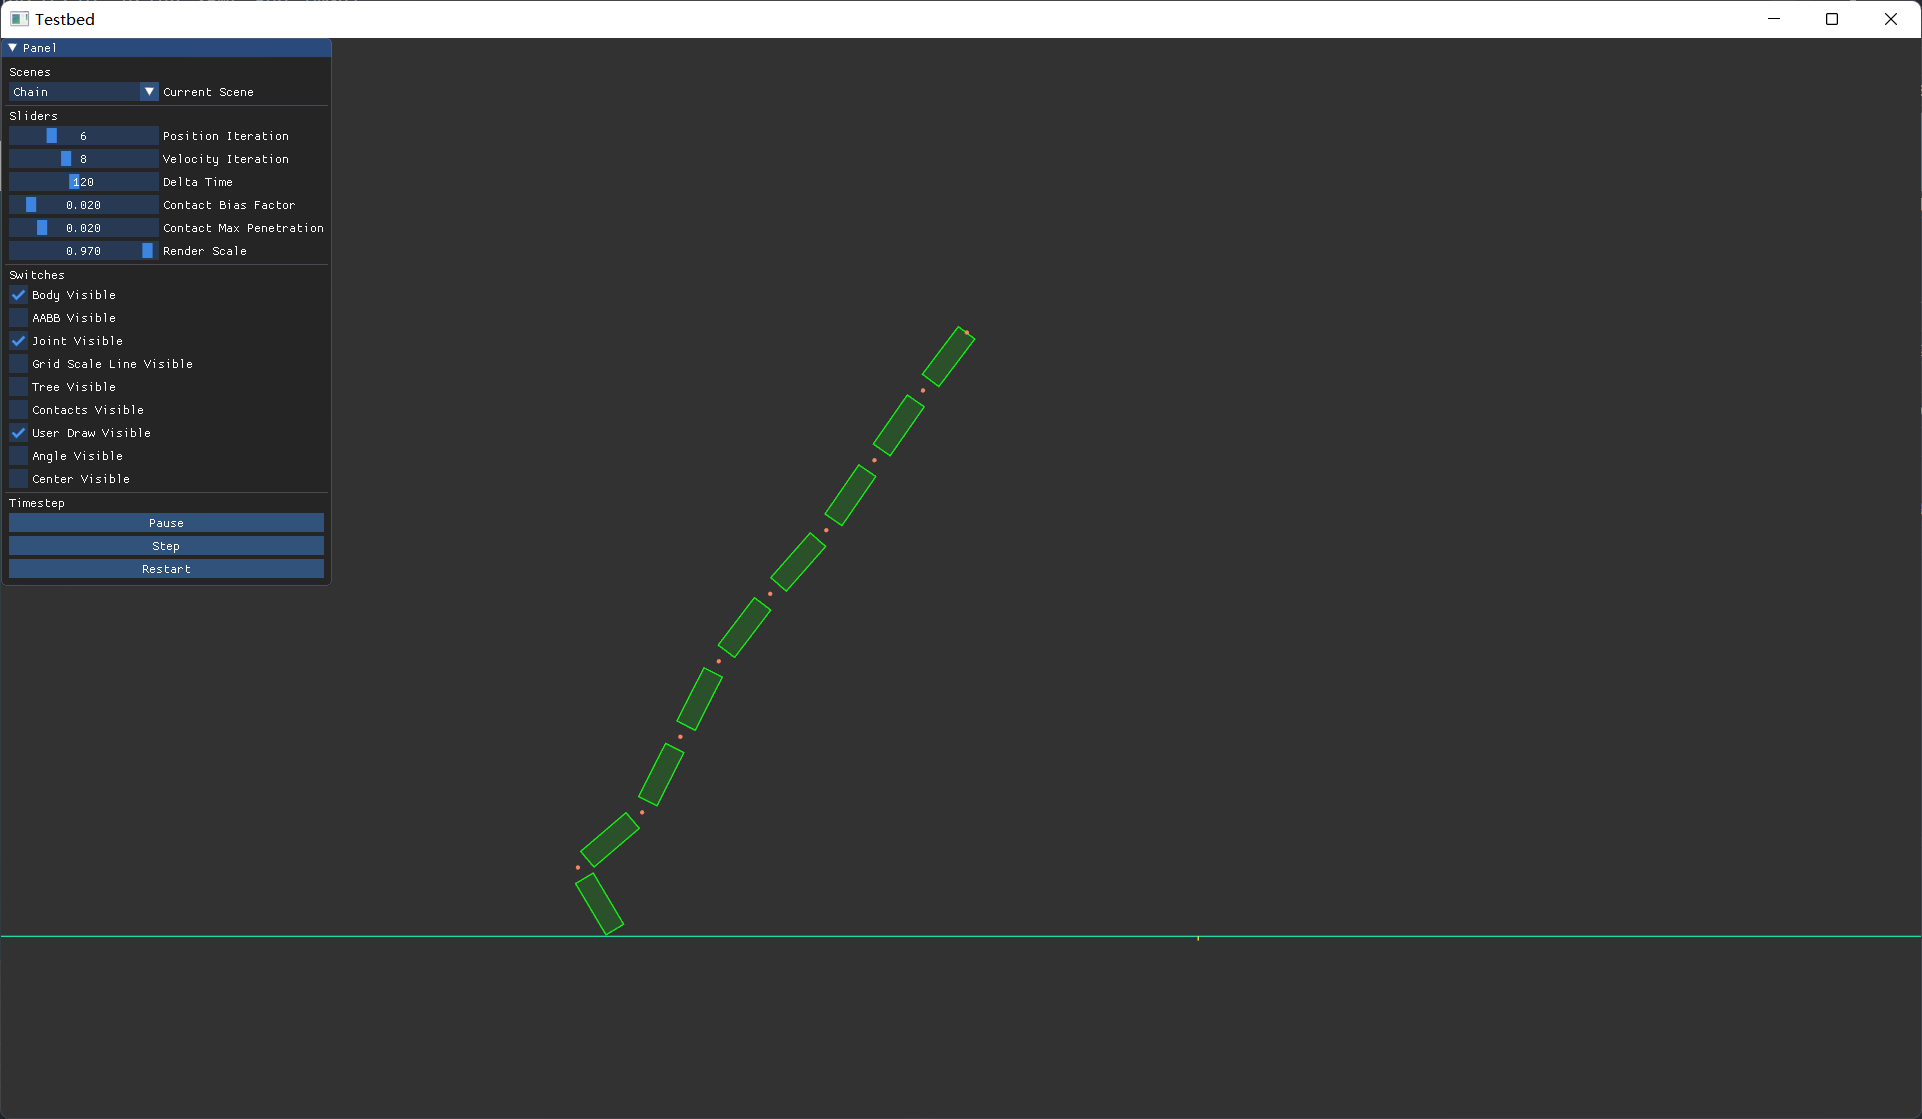 Testbed
Panel
Scenes
Chain Current Scene
Sliders
6 Position Iteration
8 Velocity Iteration
120 Delta Time
0.020 Contact Bias Factor
0.020 Contact Max Penetration
0.970 Render Scale
Switches
Body Visible
AABB Visible
Joint Visible
Grid Scale Line Visible
Tree Visible
Contacts Visible
User Draw Visible
Angle Visible
Center Visible
Timestep
Pause
Step
Restart